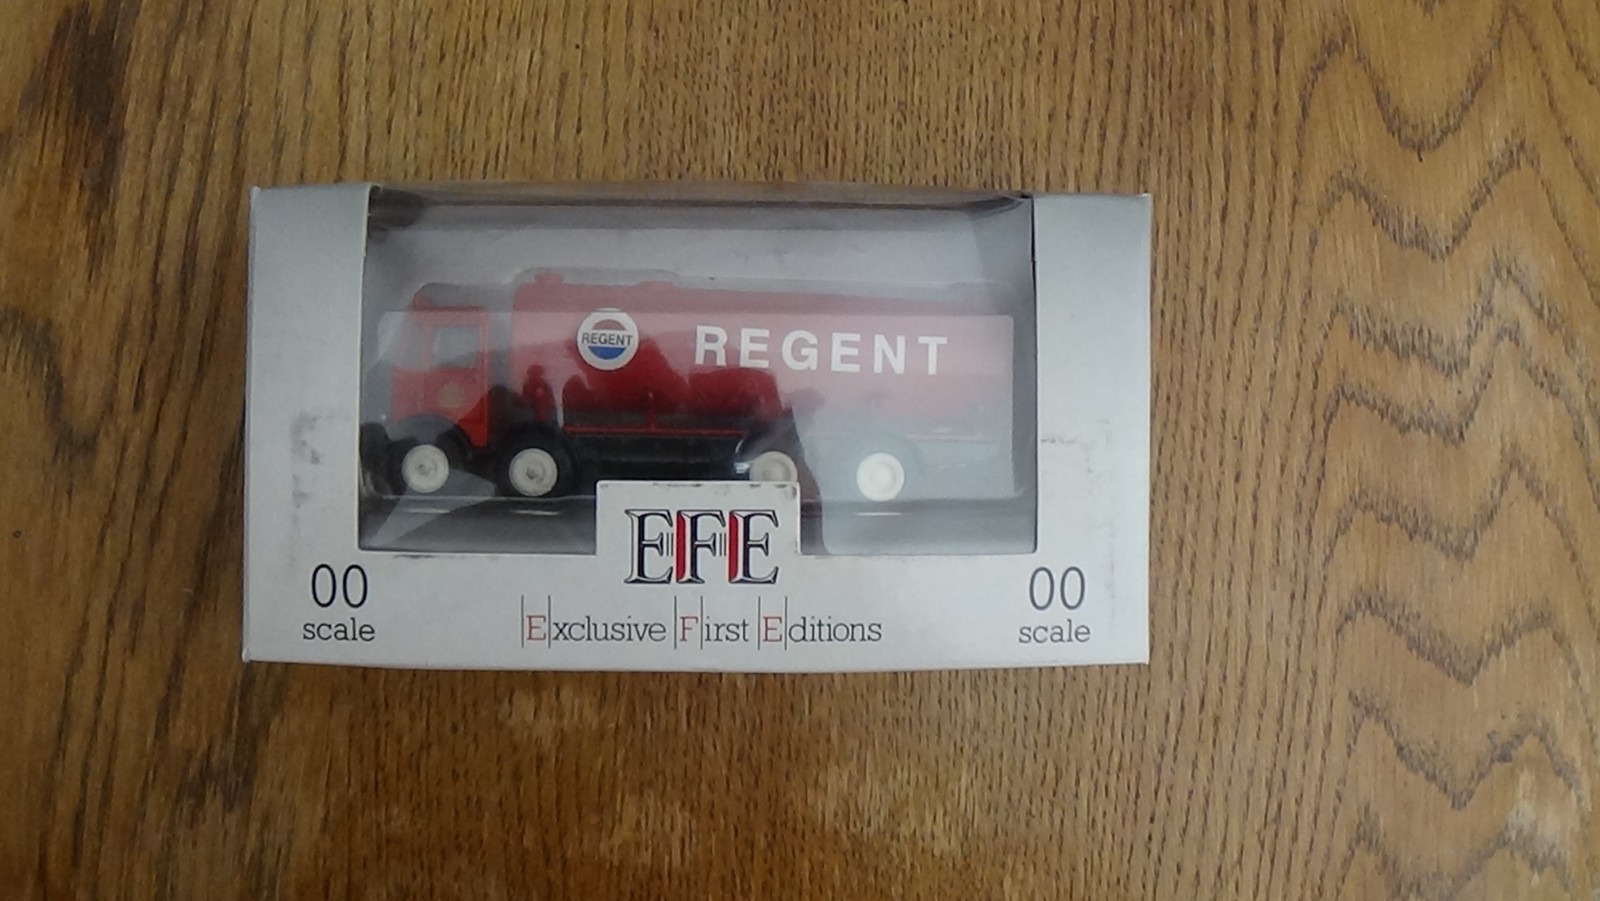 REGENT
REGENT
EFE
00
scale
Exclusive First Editions
00
scale